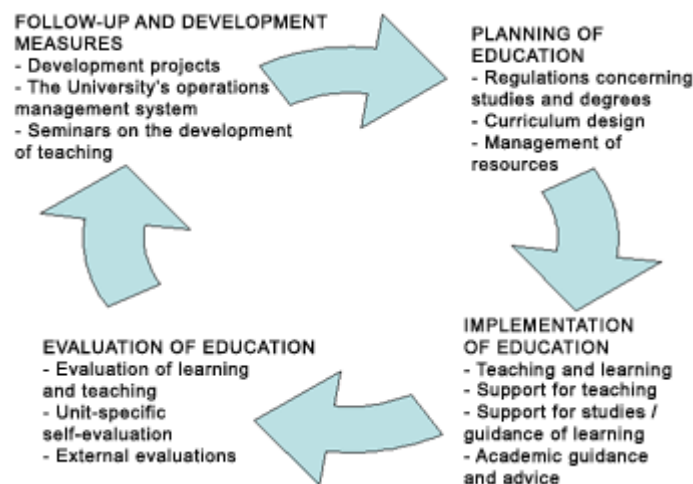 FOLLOW-UP AND DEVELOPMENT
MEASURES
- Development projects
- The University's operations
management system
- Seminars on the development
of teaching
PLANNING OF
EDUCATION
- Regulations concerning
studies and degrees
- Curriculum design
- Management of
resources
IMPLEMENTATION
OF EDUCATION
- Teaching and learning
- Support for teaching
- Support for studies /
guidance of learning
- Academic guidance
and advice
EVALUATION OF EDUCATION
- Evaluation of learning
and teaching
- Unit-specific
self-evaluation
- External evaluations